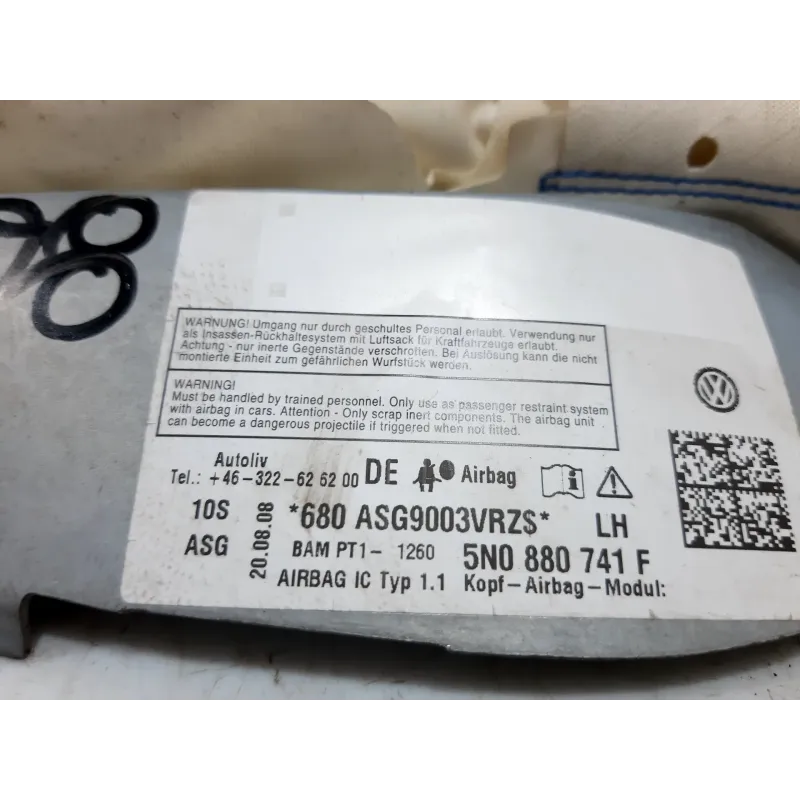 WARNUNG! Umgang nur durch geschultes Personal erlaubt. Verwendung nur
als Insassen-Rückhaltesystem mit Luftsack für Kraftfahrzeuge erlaubt.
Achtung - nur inerte Gegenstände verschrotten. Bei Auslösung kann die nicht
montierte Einheit zum gefährlichen Wurfstück werden.
WARNING!
Must be handled by trained personnel. Only use as passenger restraint system
with airbag in cars. Attention - Only scrap inert components. The airbag unit
can become a dangerous projectile if triggered when not fitted.
Autoliv
Tel.: +46-322-62 62 00 DE Airbag
10S *680 ASG9003VRZ$* LH
ASG 20.08.08 BAM PT1- 1260 5N0 880 741 F
AIRBAG IC Typ 1.1 Kopf-Airbag-Modul: